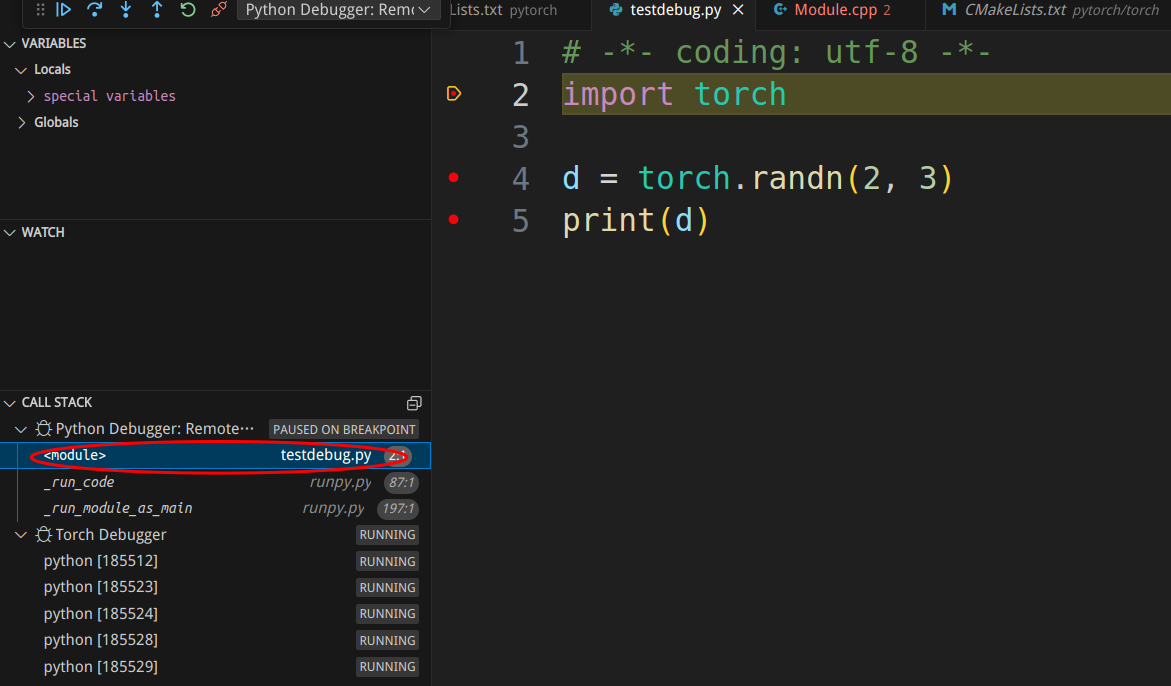 Python Debugger: Remo
Lists.txt pytorch
testdebug.py
Module.cpp 2
CMakeLists.txt pytorch/torch
VARIABLES
Locals
special variables
Globals
WATCH
CALL STACK
Python Debugger: Remote… PAUSED ON BREAKPOINT
<module> testdebug.py 2:1
_run_code runpy.py 87:1
_run_module_as_main runpy.py 197:1
Torch Debugger RUNNING
python [185512] RUNNING
python [185523] RUNNING
python [185524] RUNNING
python [185528] RUNNING
python [185529] RUNNING
1 # -*- coding: utf-8 -*-
2 import torch
3
4 d = torch.randn(2, 3)
5 print(d)